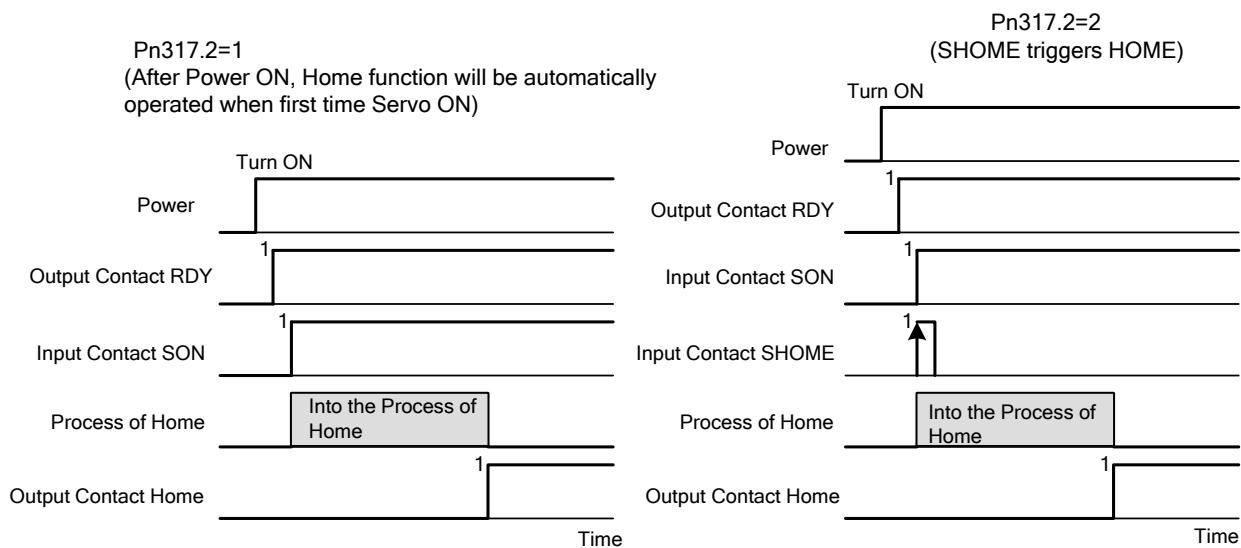 Pn317.2=1
(After Power ON, Home function will be automatically
operated when first time Servo ON)
Turn ON
Power
1
Output Contact RDY
1
Input Contact SON
Into the Process of
Home
Process of Home
1
Output Contact Home
Time
Pn317.2=2
(SHOME triggers HOME)
Turn ON
Power
1
Output Contact RDY
1
Input Contact SON
1
Input Contact SHOME
Into the Process of
Home
Process of Home
1
Output Contact Home
Time